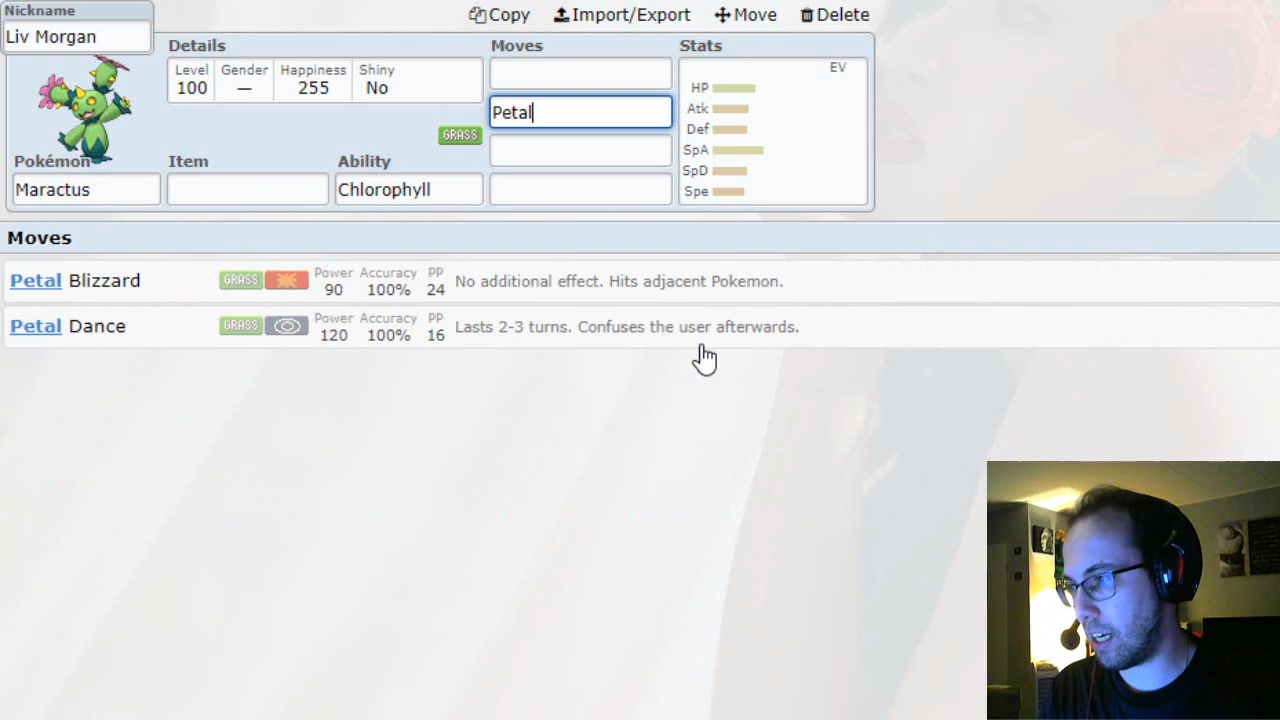 Nickname
Liv Morgan
Copy Import/Export Move Delete
Details
Level Gender Happiness Shiny
100 — 255 No
GRASS
Pokémon
Maractus
Item
Ability
Chlorophyll
Moves
Petal
Stats
EV
HP
Atk
Def
SpA
SpD
Spe
Moves
Petal Blizzard GRASS Power 90 Accuracy 100% PP 24 No additional effect. Hits adjacent Pokemon.
Petal Dance GRASS Power 120 Accuracy 100% PP 16 Lasts 2-3 turns. Confuses the user afterwards.